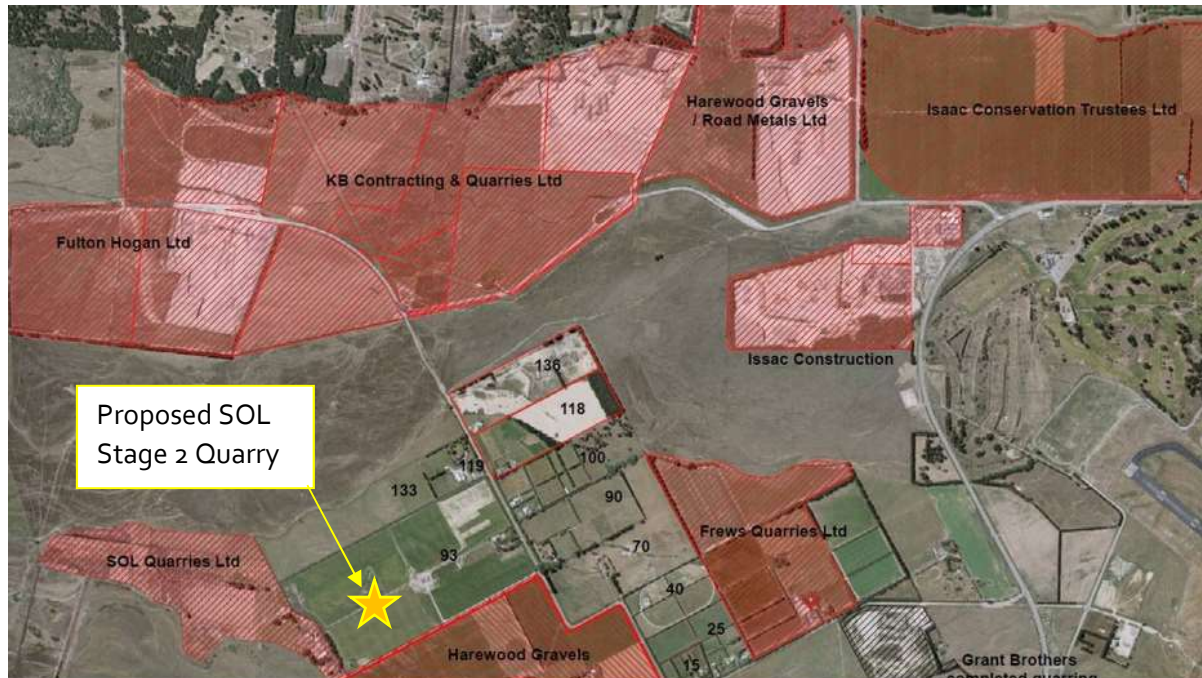 Harewood Gravels
/ Road Metals Ltd
Isaac Conservation Trustees Ltd
KB Contracting & Quarries Ltd
Fulton Hogan Ltd
Issac Construction
136
118
Proposed SOL
Stage 2 Quarry
119
100
133
90
93
70
Frews Quarries Ltd
SOL Quarries Ltd
40
25
15
Harewood Gravels
Grant Brothers
completed quarring